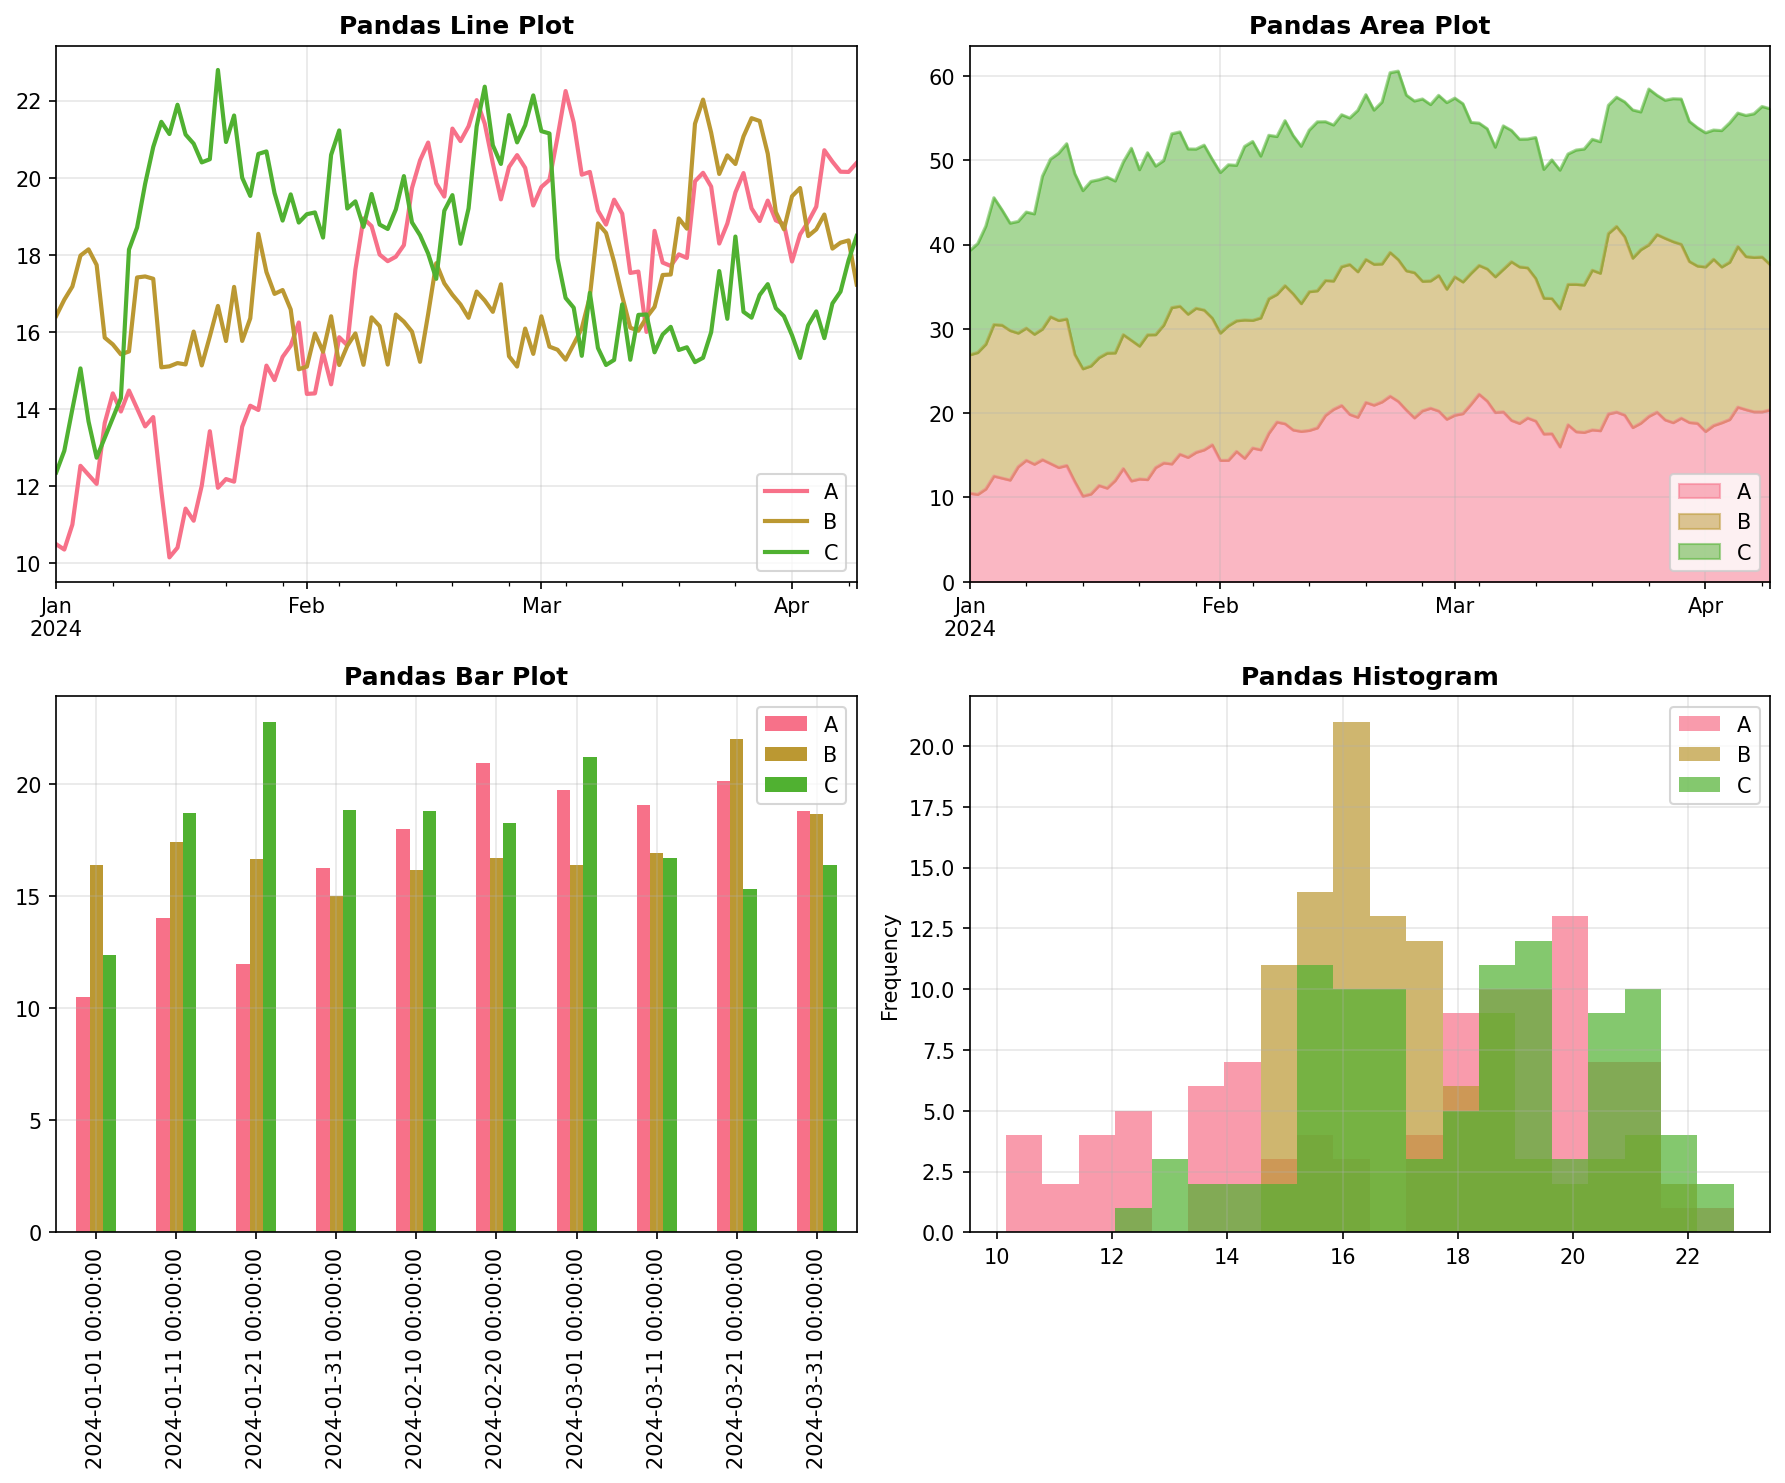 Pandas Line Plot
22
20
18
16
14
12
10
Jan
2024
Feb
Mar
Apr
A
B
C
Pandas Area Plot
60
50
40
30
20
10
0
Jan
2024
Feb
Mar
Apr
A
B
C
Pandas Bar Plot
20
15
10
5
0
2024-01-01 00:00:00
2024-01-11 00:00:00
2024-01-21 00:00:00
2024-01-31 00:00:00
2024-02-10 00:00:00
2024-02-20 00:00:00
2024-03-01 00:00:00
2024-03-11 00:00:00
2024-03-21 00:00:00
2024-03-31 00:00:00
A
B
C
Pandas Histogram
Frequency
20.0
17.5
15.0
12.5
10.0
7.5
5.0
2.5
0.0
10 12 14 16 18 20 22
A
B
C